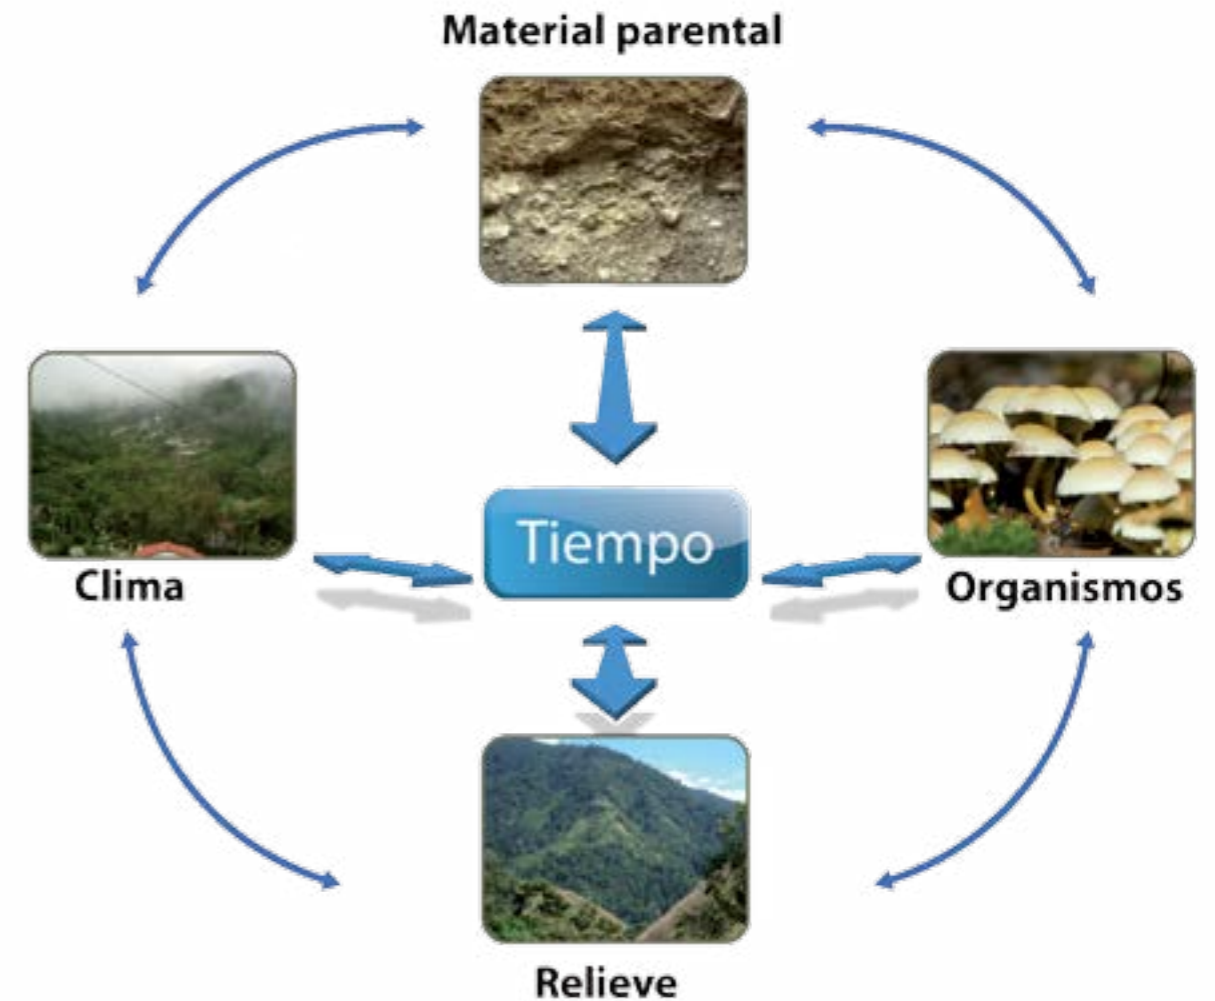 Material parental
Clima
Tiempo
Organismos
Relieve